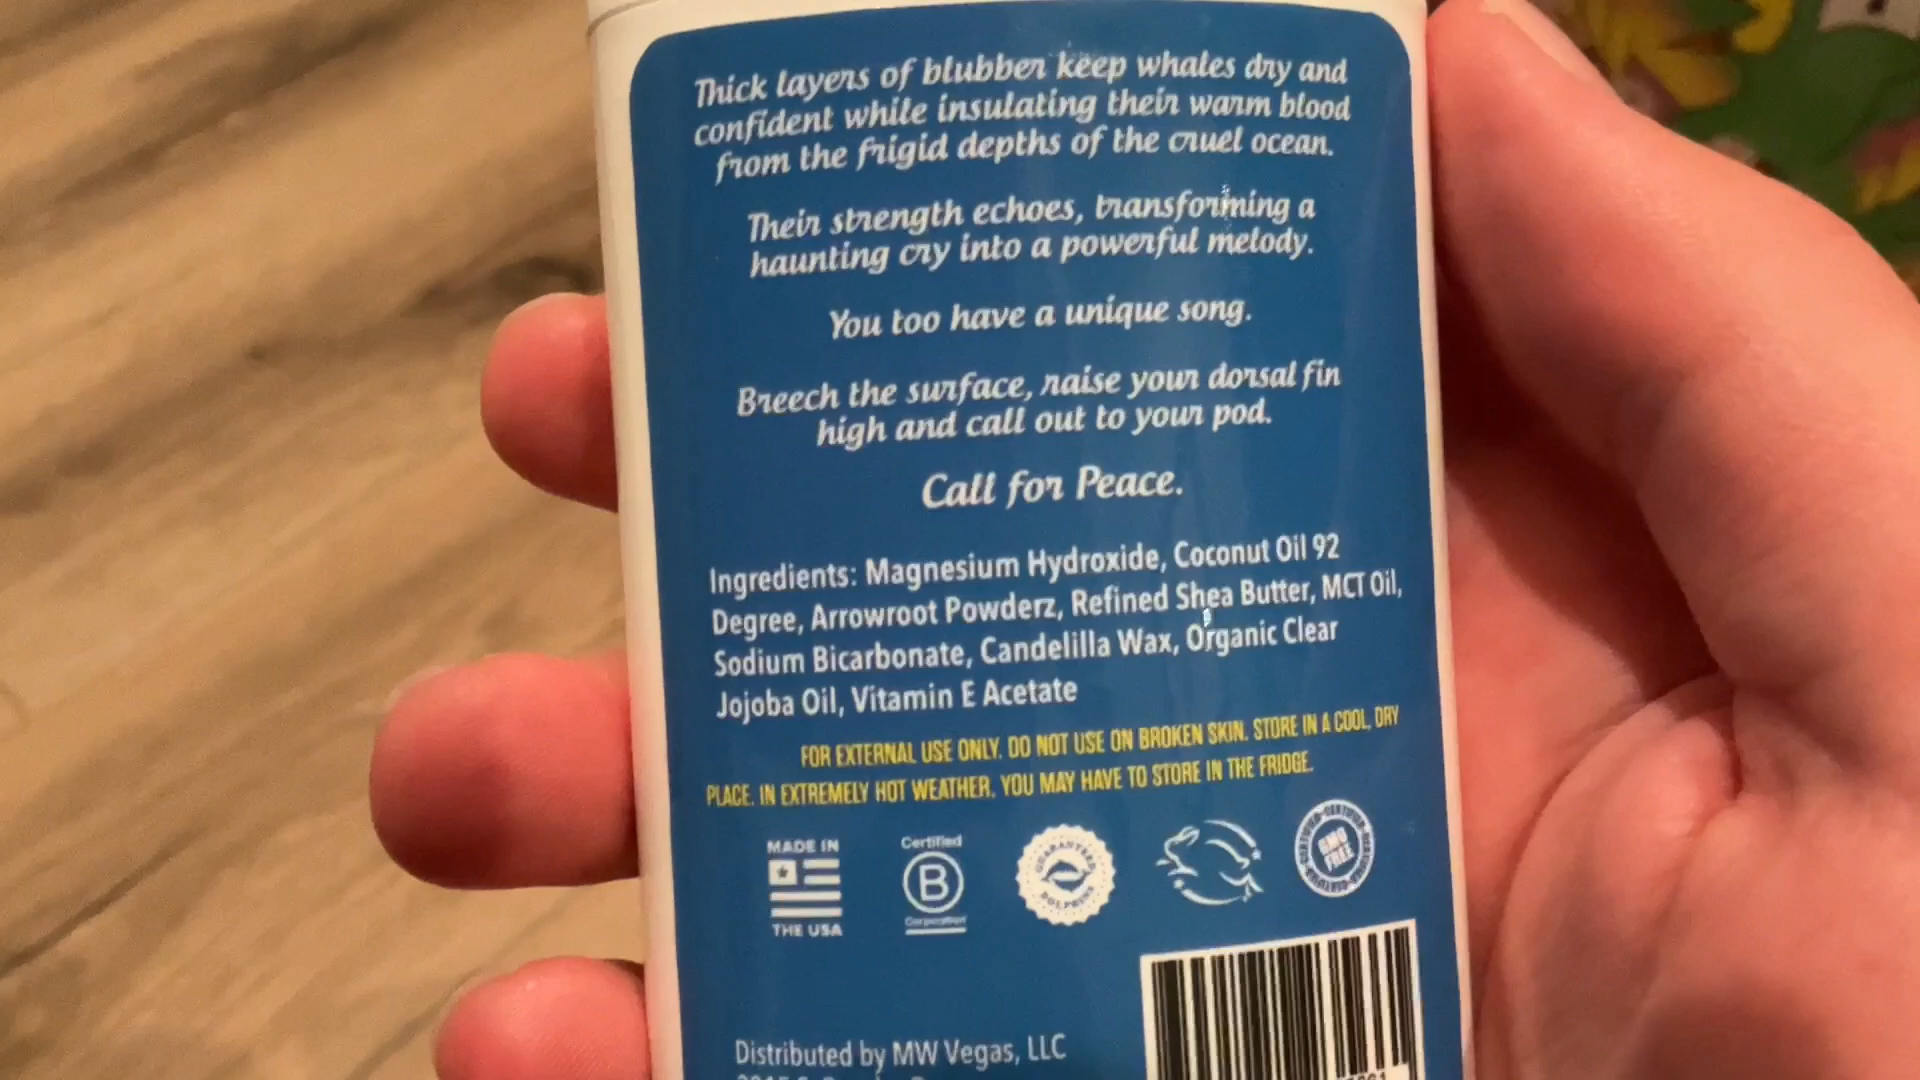 Thick layers of blubber keep whales dry and
confident while insulating their warm blood
from the frigid depths of the cruel ocean.
Their strength echoes, transforming a
haunting cry into a powerful melody.
You too have a unique song.
Breech the surface, raise your dorsal fin
high and call out to your pod.
Call for Peace.
Ingredients: Magnesium Hydroxide, Coconut Oil 92
Degree, Arrowroot Powderz, Refined Shea Butter, MCT Oil,
Sodium Bicarbonate, Candelilla Wax, Organic Clear
Jojoba Oil, Vitamin E Acetate
FOR EXTERNAL USE ONLY. DO NOT USE ON BROKEN SKIN. STORE IN A COOL, DRY
PLACE. IN EXTREMELY HOT WEATHER, YOU MAY HAVE TO STORE IN THE FRIDGE.
MADE IN
THE USA
Certified
B
Corporation
GUARANTEED
DOLPHINS
CERTIFIED
GMO
FREE
Distributed by MW Vegas, LLC